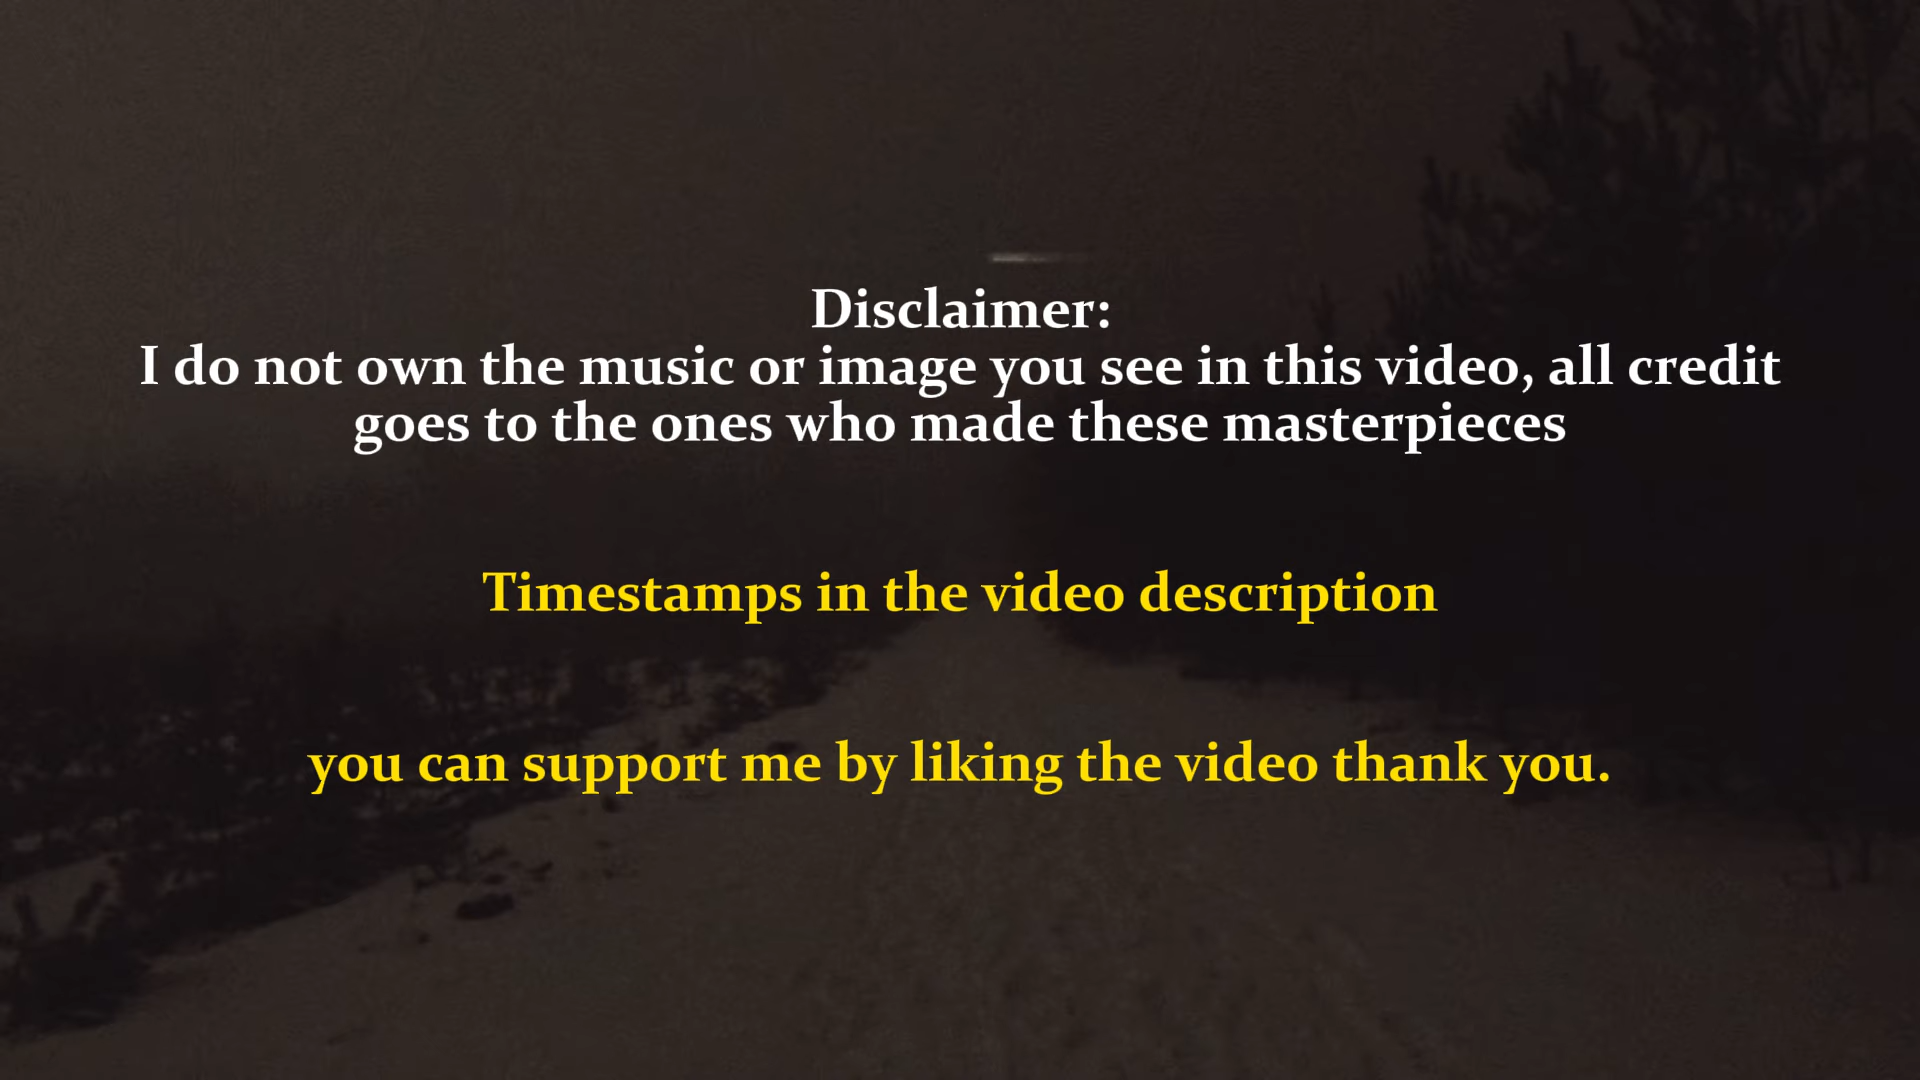 Disclaimer:
I do not own the music or image you see in this video, all credit
goes to the ones who made these masterpieces
Timestamps in the video description
you can support me by liking the video thank you.